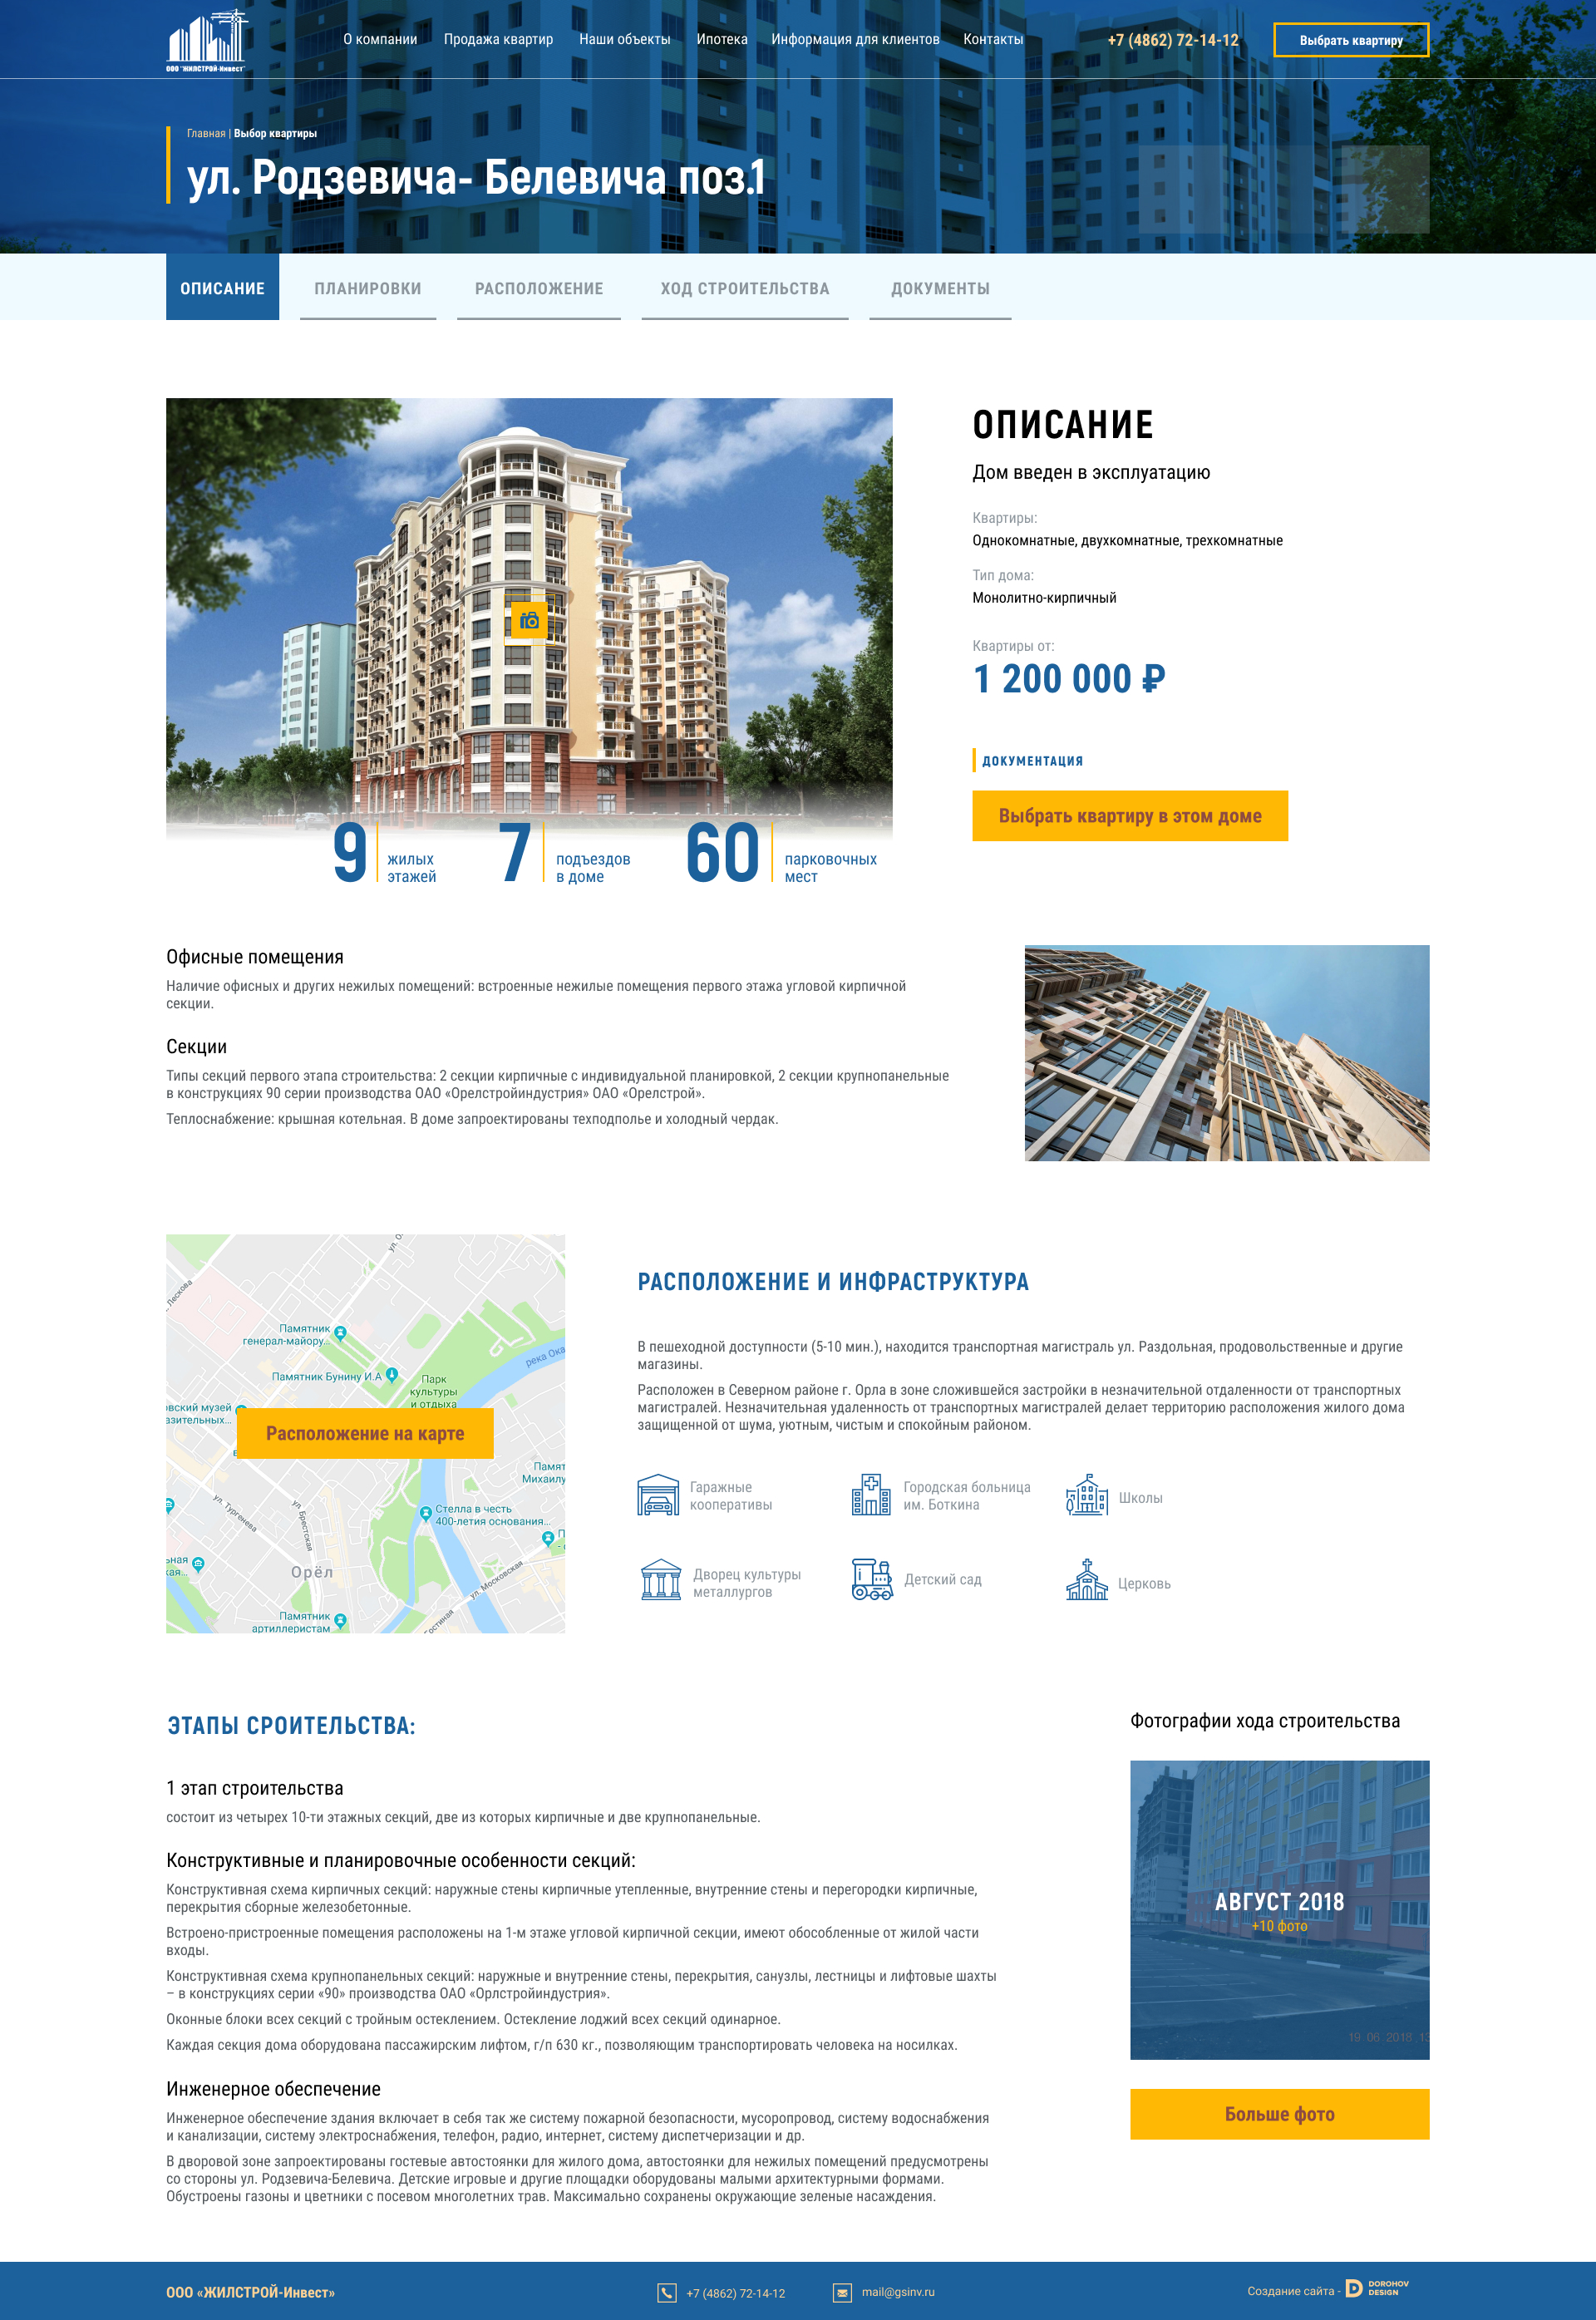 ООО "ЖИЛСТРОЙ-Инвест"
О компании
Продажа квартир
Наши объекты
Ипотека
Информация для клиентов
Контакты
+7 (4862) 72-14-12
Выбрать квартиру
Главная | Выбор квартиры
ул. Родзевича- Белевича поз.1
ОПИСАНИЕ
ПЛАНИРОВКИ
РАСПОЛОЖЕНИЕ
ХОД СТРОИТЕЛЬСТВА
ДОКУМЕНТЫ
ОПИСАНИЕ
Дом введен в эксплуатацию
Квартиры:
Однокомнатные, двухкомнатные, трехкомнатные
Тип дома:
Монолитно-кирпичный
Квартиры от:
1 200 000 ₽
ДОКУМЕНТАЦИЯ
Выбрать квартиру в этом доме
9 жилых
этажей
7 подъездов
в доме
60 парковочных
мест
Офисные помещения
Наличие офисных и других нежилых помещений: встроенные нежилые помещения первого этажа угловой кирпичной
секции.
Секции
Типы секций первого этапа строительства: 2 секции кирпичные с индивидуальной планировкой, 2 секции крупнопанельные
в конструкциях 90 серии производства ОАО «Орелстройиндустрия» ОАО «Орелстрой».
Теплоснабжение: крышная котельная. В доме запроектированы техподполье и холодный чердак.
ул. О
Лескова
Памятник
генерал-майору...
река Ока
Памятник Бунину И.А
Парк
культуры
и отдыха
вский музей
азительных...
Расположение на карте
Памят
Михаилу
ул. Тургенева
ул. Брестская
Стелла в честь
400-летия основания...
П
ьная
кая...
Орёл
ул. Московская
Гостиная
Памятник
артиллеристам
РАСПОЛОЖЕНИЕ И ИНФРАСТРУКТУРА
В пешеходной доступности (5-10 мин.), находится транспортная магистраль ул. Раздольная, продовольственные и другие
магазины.
Расположен в Северном районе г. Орла в зоне сложившейся застройки в незначительной отдаленности от транспортных
магистралей. Незначительная удаленность от транспортных магистралей делает территорию расположения жилого дома
защищенной от шума, уютным, чистым и спокойным районом.
Гаражные
кооперативы
Городская больница
им. Боткина
Школы
Дворец культуры
металлургов
Детский сад
Церковь
ЭТАПЫ СРОИТЕЛЬСТВА:
1 этап строительства
состоит из четырех 10-ти этажных секций, две из которых кирпичные и две крупнопанельные.
Конструктивные и планировочные особенности секций:
Конструктивная схема кирпичных секций: наружные стены кирпичные утепленные, внутренние стены и перегородки кирпичные,
перекрытия сборные железобетонные.
Встроено-пристроенные помещения расположены на 1-м этаже угловой кирпичной секции, имеют обособленные от жилой части
входы.
Конструктивная схема крупнопанельных секций: наружные и внутренние стены, перекрытия, санузлы, лестницы и лифтовые шахты
– в конструкциях серии «90» производства ОАО «Орлстройиндустрия».
Оконные блоки всех секций с тройным остеклением. Остекление лоджий всех секций одинарное.
Каждая секция дома оборудована пассажирским лифтом, г/п 630 кг., позволяющим транспортировать человека на носилках.
Инженерное обеспечение
Инженерное обеспечение здания включает в себя так же систему пожарной безопасности, мусоропровод, систему водоснабжения
и канализации, систему электроснабжения, телефон, радио, интернет, систему диспетчеризации и др.
В дворовой зоне запроектированы гостевые автостоянки для жилого дома, автостоянки для нежилых помещений предусмотрены
со стороны ул. Родзевича-Белевича. Детские игровые и другие площадки оборудованы малыми архитектурными формами.
Обустроены газоны и цветники с посевом многолетних трав. Максимально сохранены окружающие зеленые насаждения.
Фотографии хода строительства
АВГУСТ 2018
+10 фото
19 06 2018 13
Больше фото
ООО «ЖИЛСТРОЙ-Инвест»
+7 (4862) 72-14-12
mail@gsinv.ru
Создание сайта -
DOROHOV
DESIGN